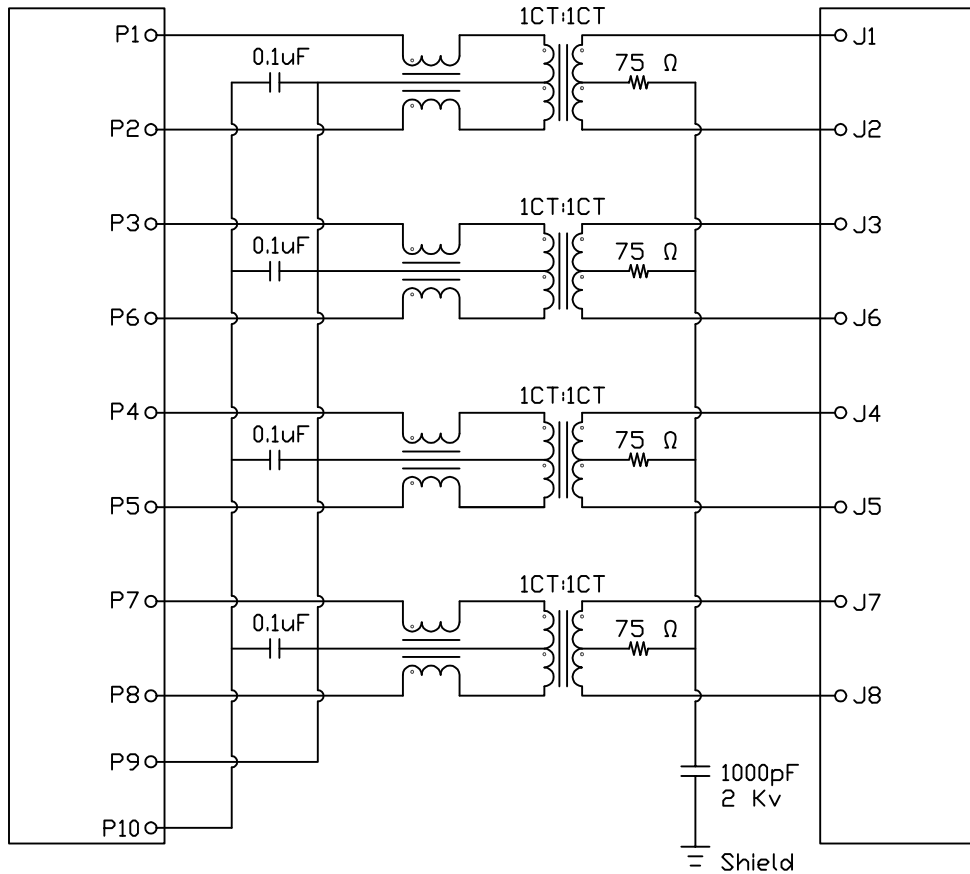 1CT:1CT
P1
J1
0.1uF
75 Ω
P2
J2
1CT:1CT
P3
J3
0.1uF
75 Ω
P6
J6
1CT:1CT
P4
J4
0.1uF
75 Ω
P5
J5
1CT:1CT
P7
J7
0.1uF
75 Ω
P8
J8
P9
1000pF
2 Kv
P10
Shield